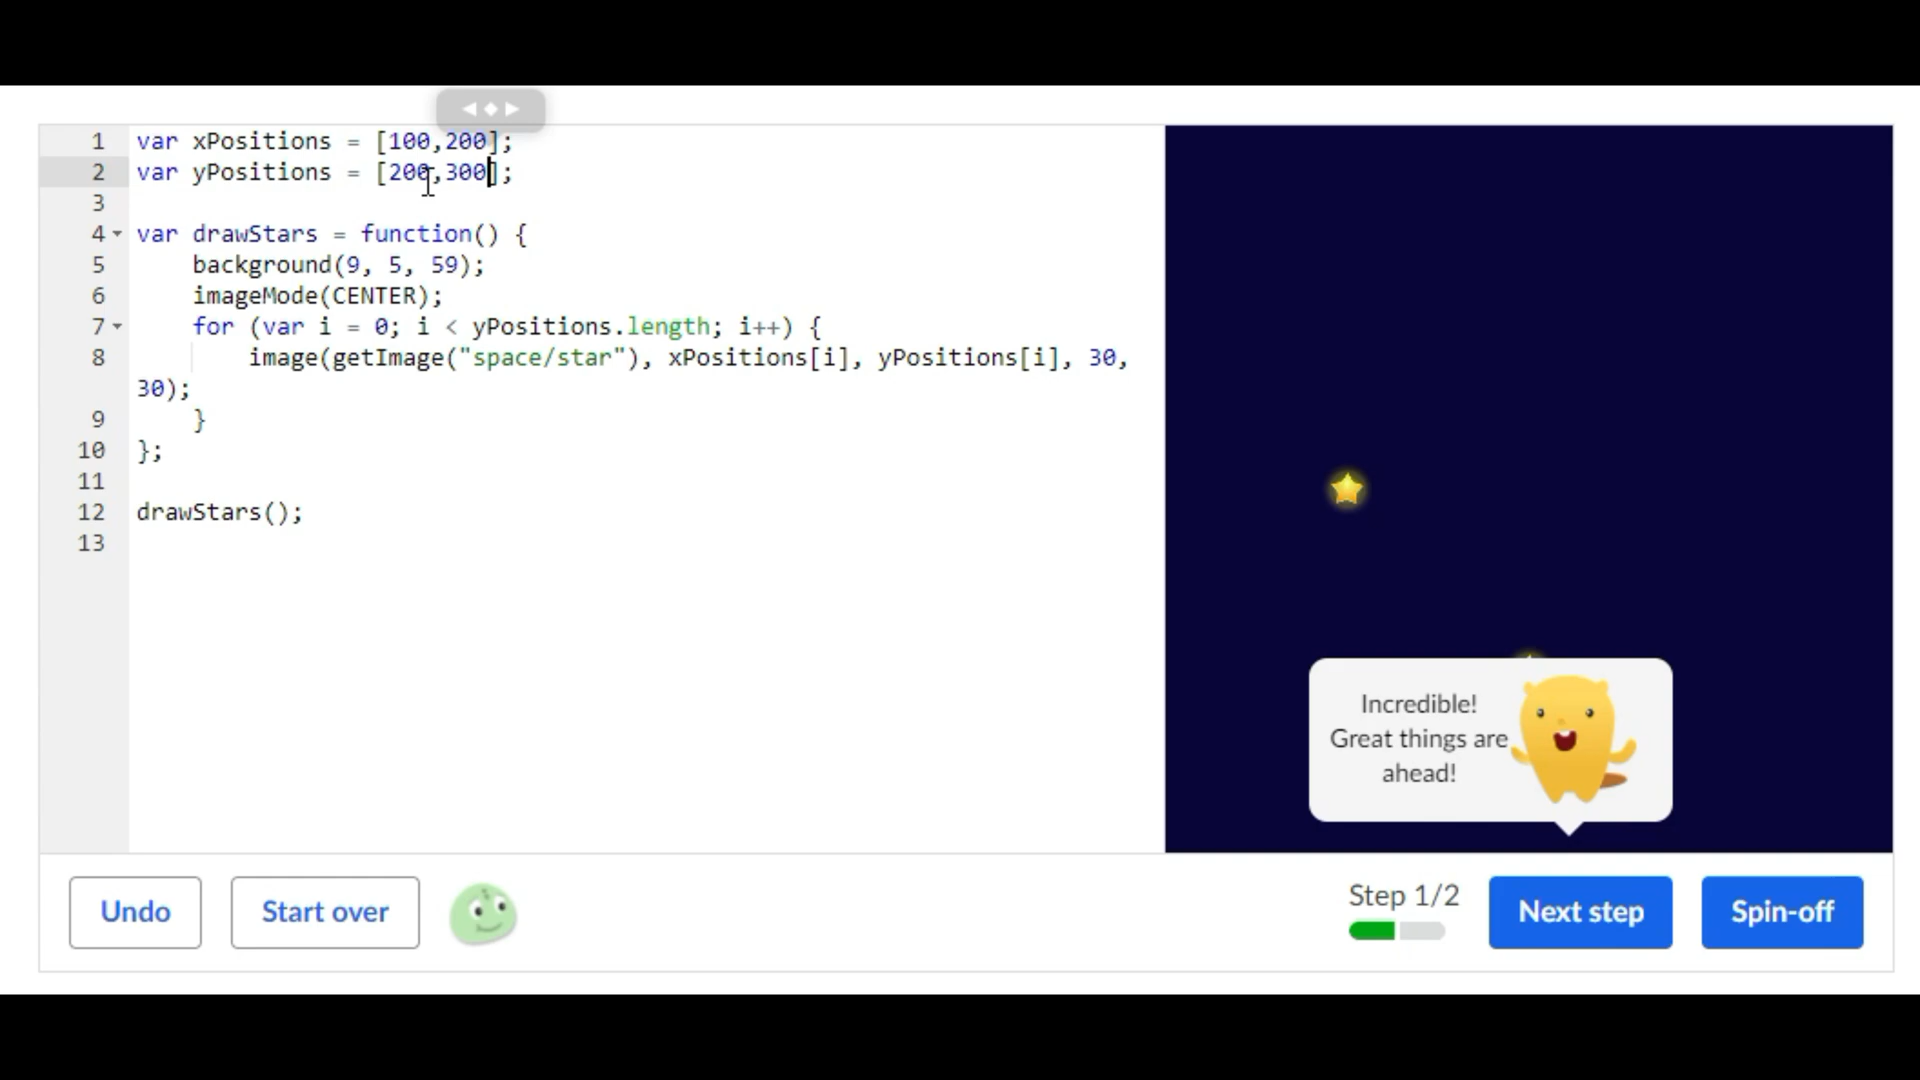 1 var xPositions = [100,200];
2 var yPositions = [200,300];
3
4 var drawStars = function() {
5 background(9, 5, 59);
6 imageMode(CENTER);
7 for (var i = 0; i < yPositions.length; i++) {
8 image(getImage("space/star"), xPositions[i], yPositions[i], 30,
30);
9 }
10 };
11
12 drawStars();
13
Incredible!
Great things are
ahead!
Undo
Start over
Step 1/2
Next step
Spin-off